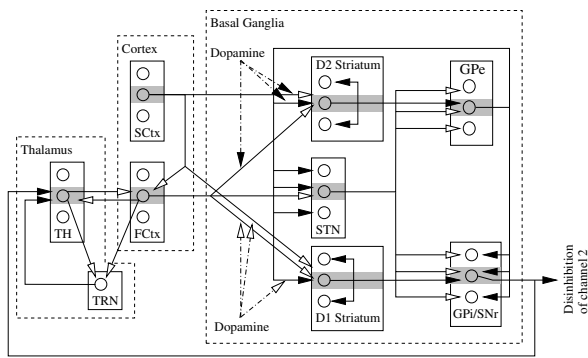 Basal Ganglia
Cortex
Dopamine
D2 Striatum
GPe
SCtx
Thalamus
TH
FCtx
STN
TRN
Dopamine
D1 Striatum
GPi/SNr
Disinhibition
of channel 2